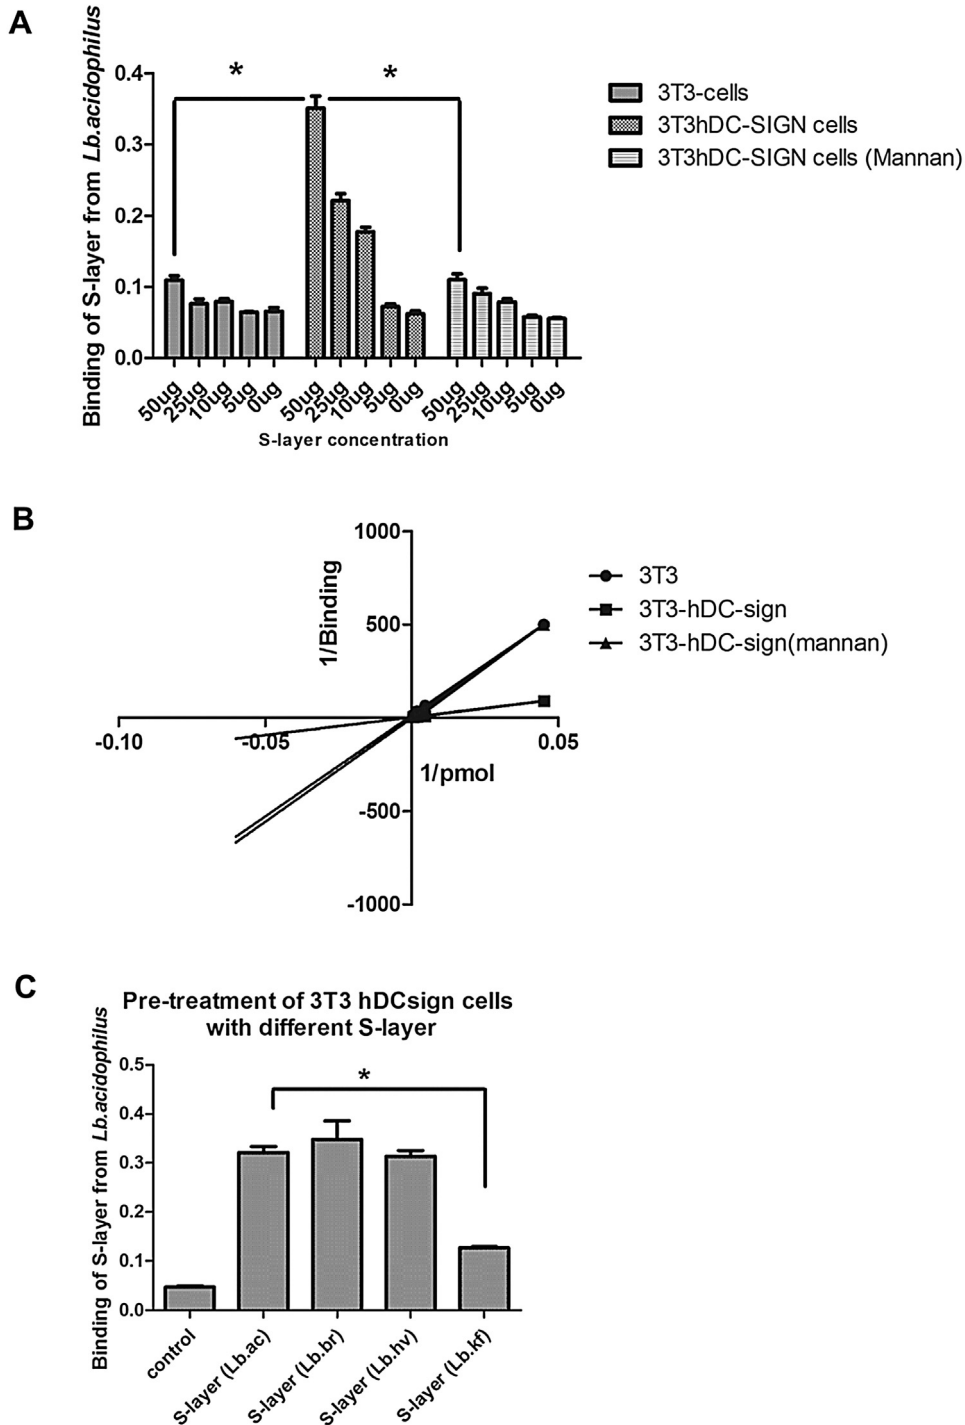 A
Binding of S-layer from Lb.acidophilus
0.4
0.3
0.2
0.1
0.0
*
*
3T3-cells
3T3hDC-SIGN cells
3T3hDC-SIGN cells (Mannan)
50ug 25ug 10ug 5ug 0ug 50ug 25ug 10ug 5ug 0ug 50ug 25ug 10ug 5ug 0ug
S-layer concentration
B
1/Binding
1000
500
-500
-1000
-0.10 -0.05 0.05
1/pmol
3T3
3T3-hDC-sign
3T3-hDC-sign(mannan)
C
Pre-treatment of 3T3 hDCsign cells
with different S-layer
Binding of S-layer from Lb.acidophilus
0.5
0.4
0.3
0.2
0.1
0.0
*
control
S-layer (Lb.ac)
S-layer (Lb.br)
S-layer (Lb.hv)
S-layer (Lb.kf)